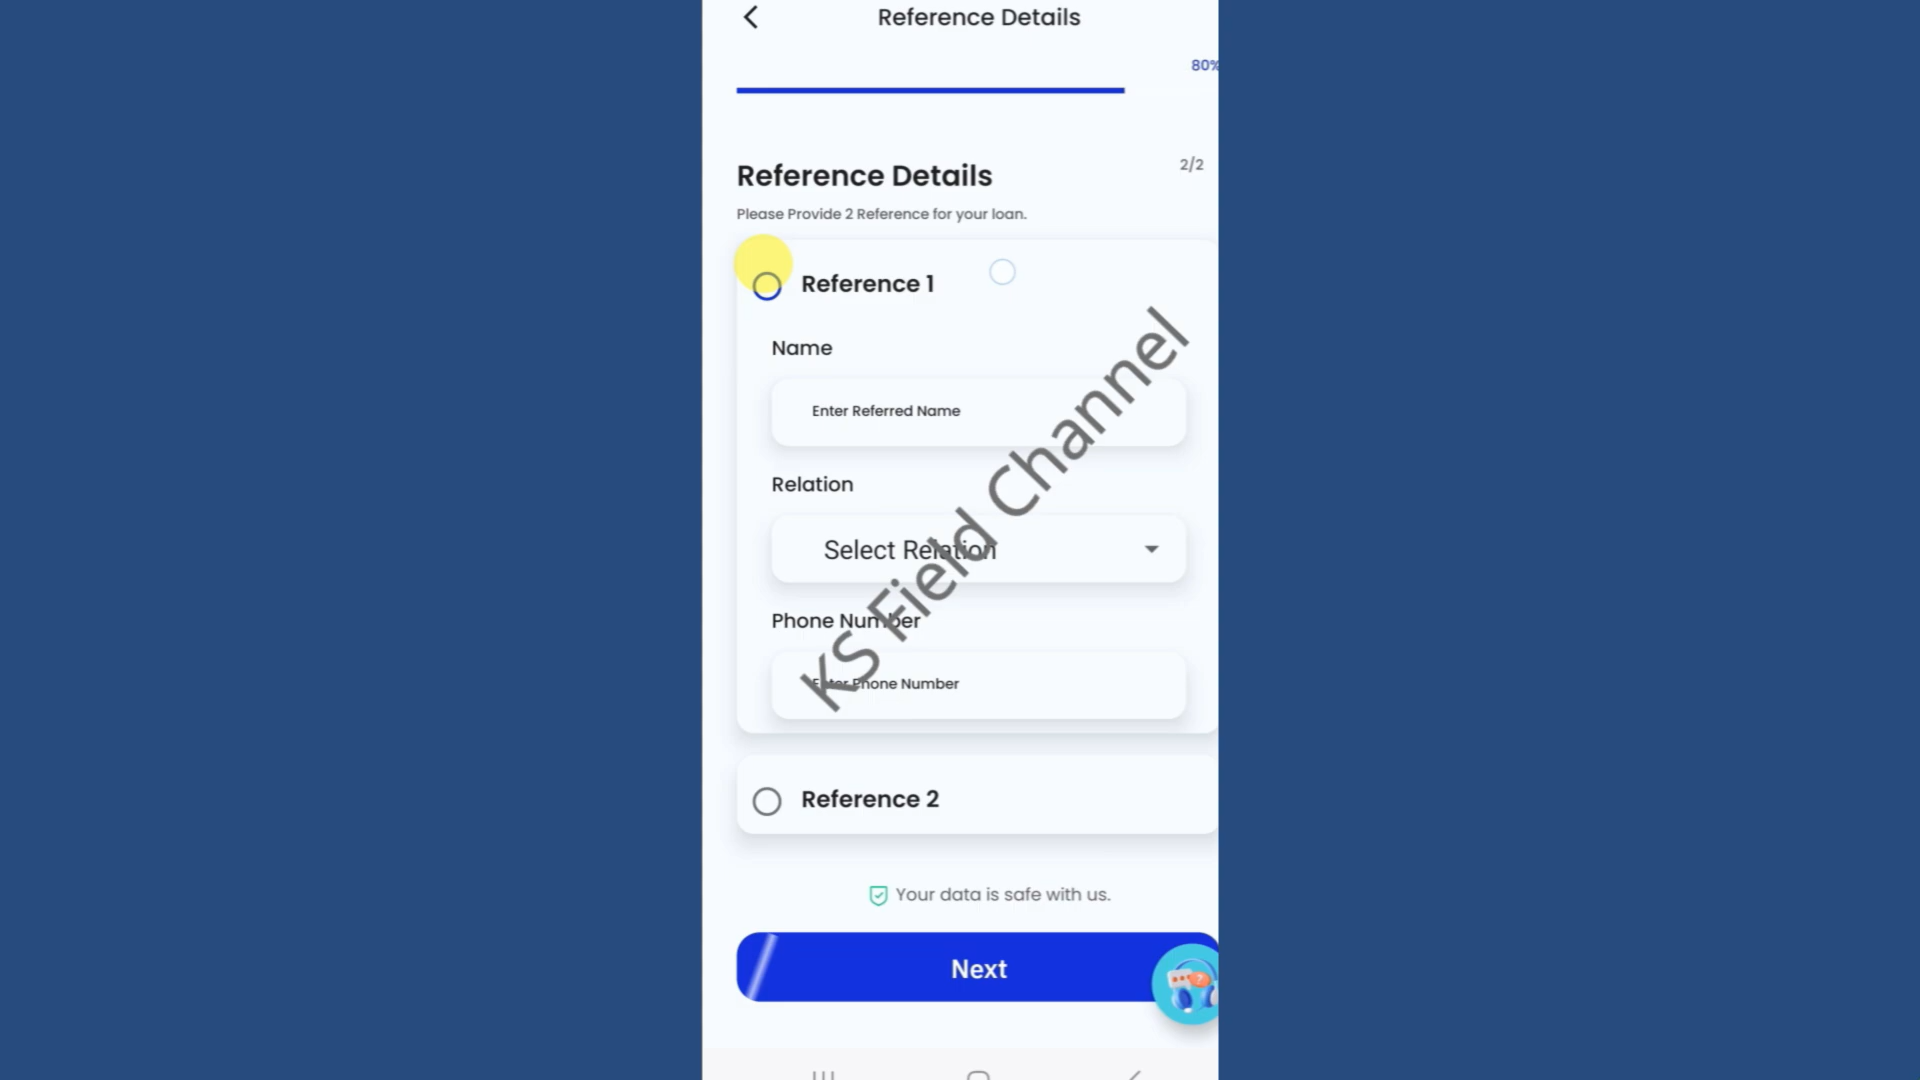 Reference Details
80%
Reference Details
2/2
Please Provide 2 Reference for your loan.
Reference 1
Name
Enter Referred Name
Relation
Select Relation
Phone Number
Enter Phone Number
KS Field Channel
Reference 2
Your data is safe with us.
Next